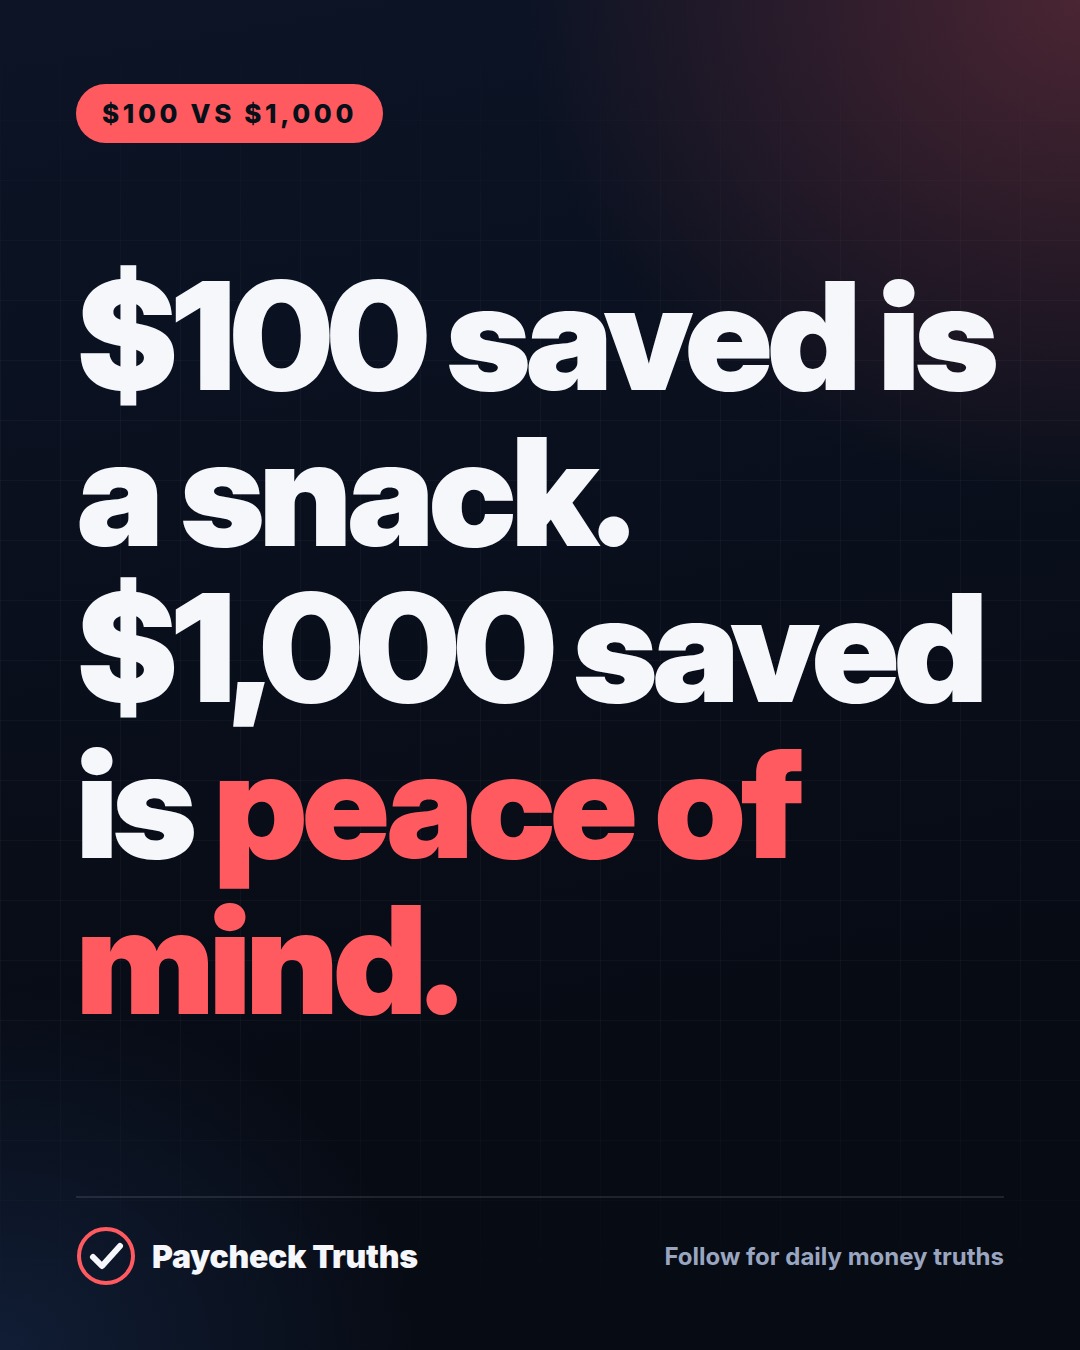 $100 VS $1,000
$100 saved is
a snack.
$1,000 saved
is peace of
mind.
Paycheck Truths
Follow for daily money truths